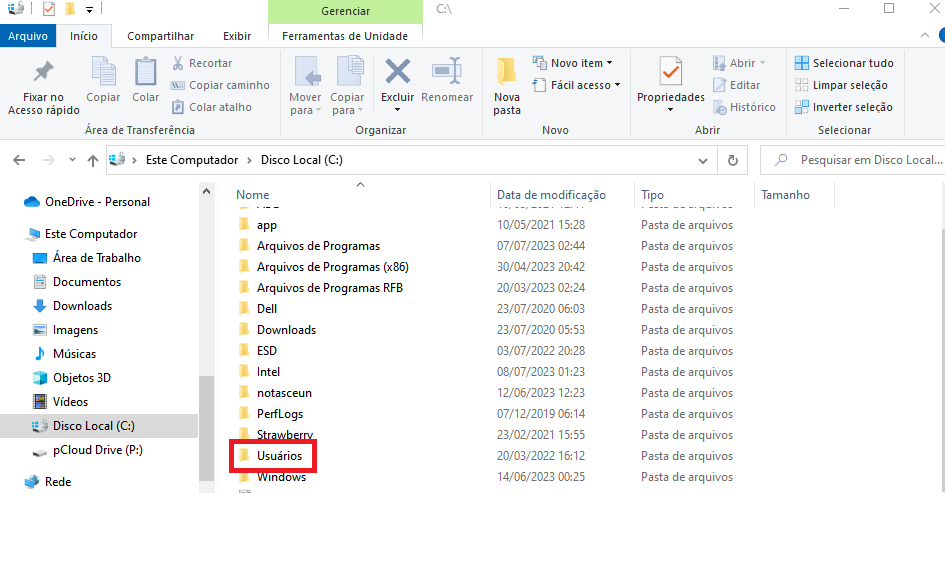 Gerenciar C:\
Arquivo Início Compartilhar Exibir Ferramentas de Unidade
Fixar no Acesso rápido
Copiar
Colar
Recortar
Copiar caminho
Colar atalho
Área de Transferência
Mover para
Copiar para
Excluir
Renomear
Organizar
Nova pasta
Novo item
Fácil acesso
Novo
Propriedades
Abrir
Editar
Histórico
Abrir
Selecionar tudo
Limpar seleção
Inverter seleção
Selecionar
Este Computador > Disco Local (C:)
Pesquisar em Disco Local...
OneDrive - Personal
Este Computador
Área de Trabalho
Documentos
Downloads
Imagens
Músicas
Objetos 3D
Vídeos
Disco Local (C:)
pCloud Drive (P:)
Rede
Nome Data de modificação Tipo Tamanho
app 10/05/2021 15:28 Pasta de arquivos
Arquivos de Programas 07/07/2023 02:44 Pasta de arquivos
Arquivos de Programas (x86) 30/04/2023 20:42 Pasta de arquivos
Arquivos de Programas RFB 20/03/2023 02:24 Pasta de arquivos
Dell 23/07/2020 06:03 Pasta de arquivos
Downloads 23/07/2020 05:53 Pasta de arquivos
ESD 03/07/2022 20:28 Pasta de arquivos
Intel 08/07/2023 01:23 Pasta de arquivos
notasceun 12/06/2023 12:23 Pasta de arquivos
PerfLogs 07/12/2019 06:14 Pasta de arquivos
Strawberry 23/02/2021 15:55 Pasta de arquivos
Usuários 20/03/2022 16:12 Pasta de arquivos
Windows 14/06/2023 00:25 Pasta de arquivos